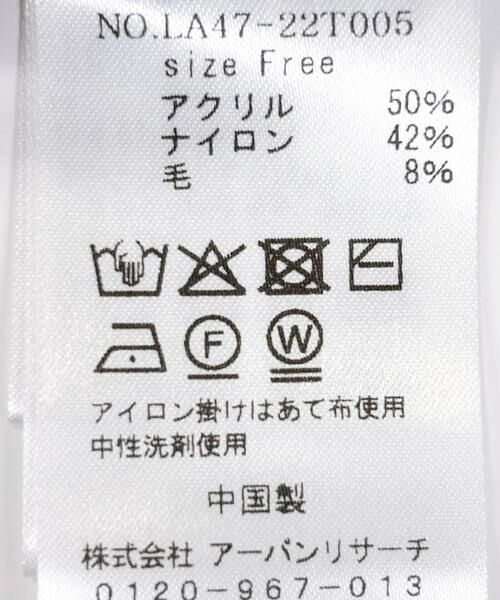 NO.LA47-22T005
size Free
アクリル 50%
ナイロン 42%
毛 8%
F W
アイロン掛けはあて布使用
中性洗剤使用
中国製
株式会社 アーバンリサーチ
0120-967-013